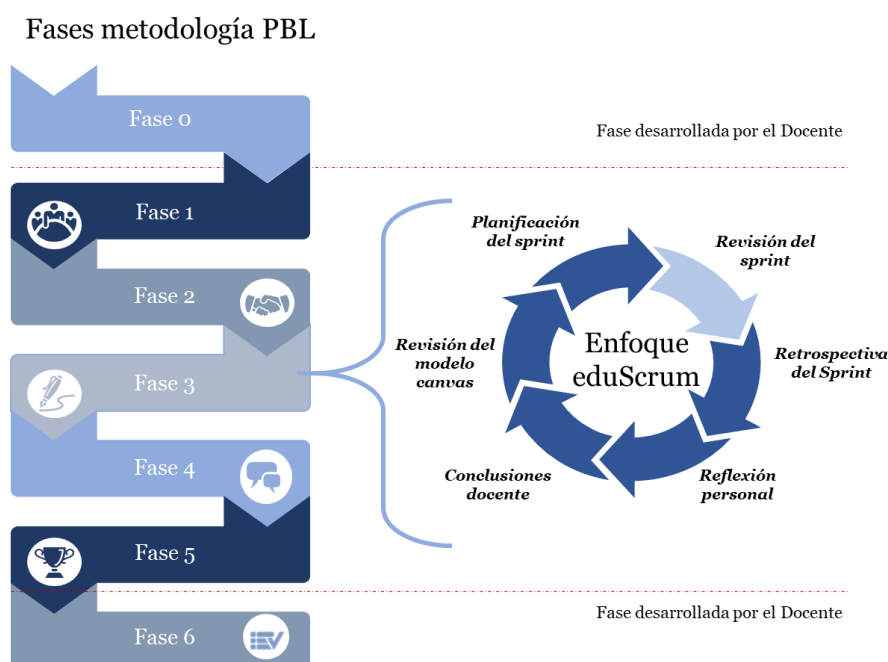 Fases metodología PBL
Fase 0
Fase desarrollada por el Docente
Fase 1
Fase 2
Fase 3
Fase 4
Fase 5
Planificación
del sprint
Revisión del
sprint
Revisión del
modelo
canvas
Enfoque
eduScrum
Retrospectiva
del Sprint
Conclusiones
docente
Reflexión
personal
Fase desarrollada por el Docente
Fase 6